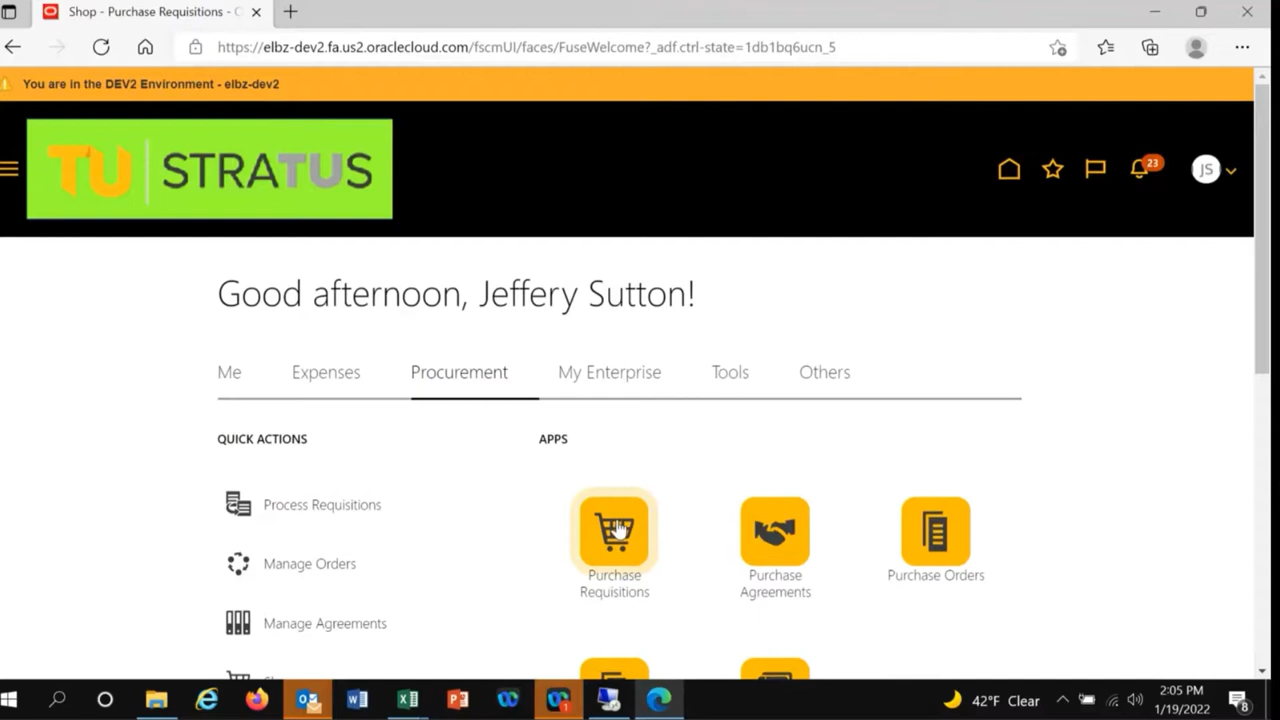 Shop - Purchase Requisitions -
https://elbz-dev2.fa.us2.oraclecloud.com/fscmUI/faces/FuseWelcome?_adf.ctrl-state=1db1bq6ucn_5
You are in the DEV2 Environment - elbz-dev2
TU | STRATUS
23
JS
Good afternoon, Jeffery Sutton!
Me Expenses Procurement My Enterprise Tools Others
QUICK ACTIONS
APPS
Process Requisitions
Manage Orders
Manage Agreements
Purchase
Requisitions
Purchase
Agreements
Purchase Orders
42°F Clear
2:05 PM
1/19/2022
8